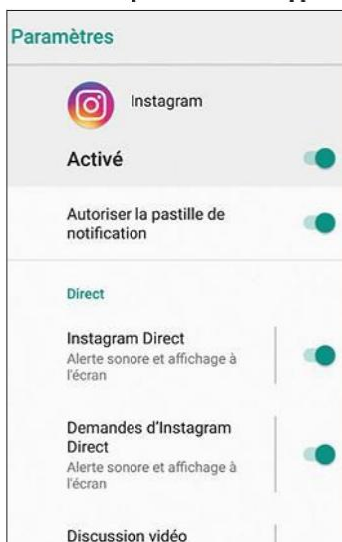 Paramètres
Instagram
Activé
Autoriser la pastille de
notification
Direct
Instagram Direct
Alerte sonore et affichage à
l'écran
Demandes d'Instagram
Direct
Alerte sonore et affichage à
l'écran
Discussion vidéo